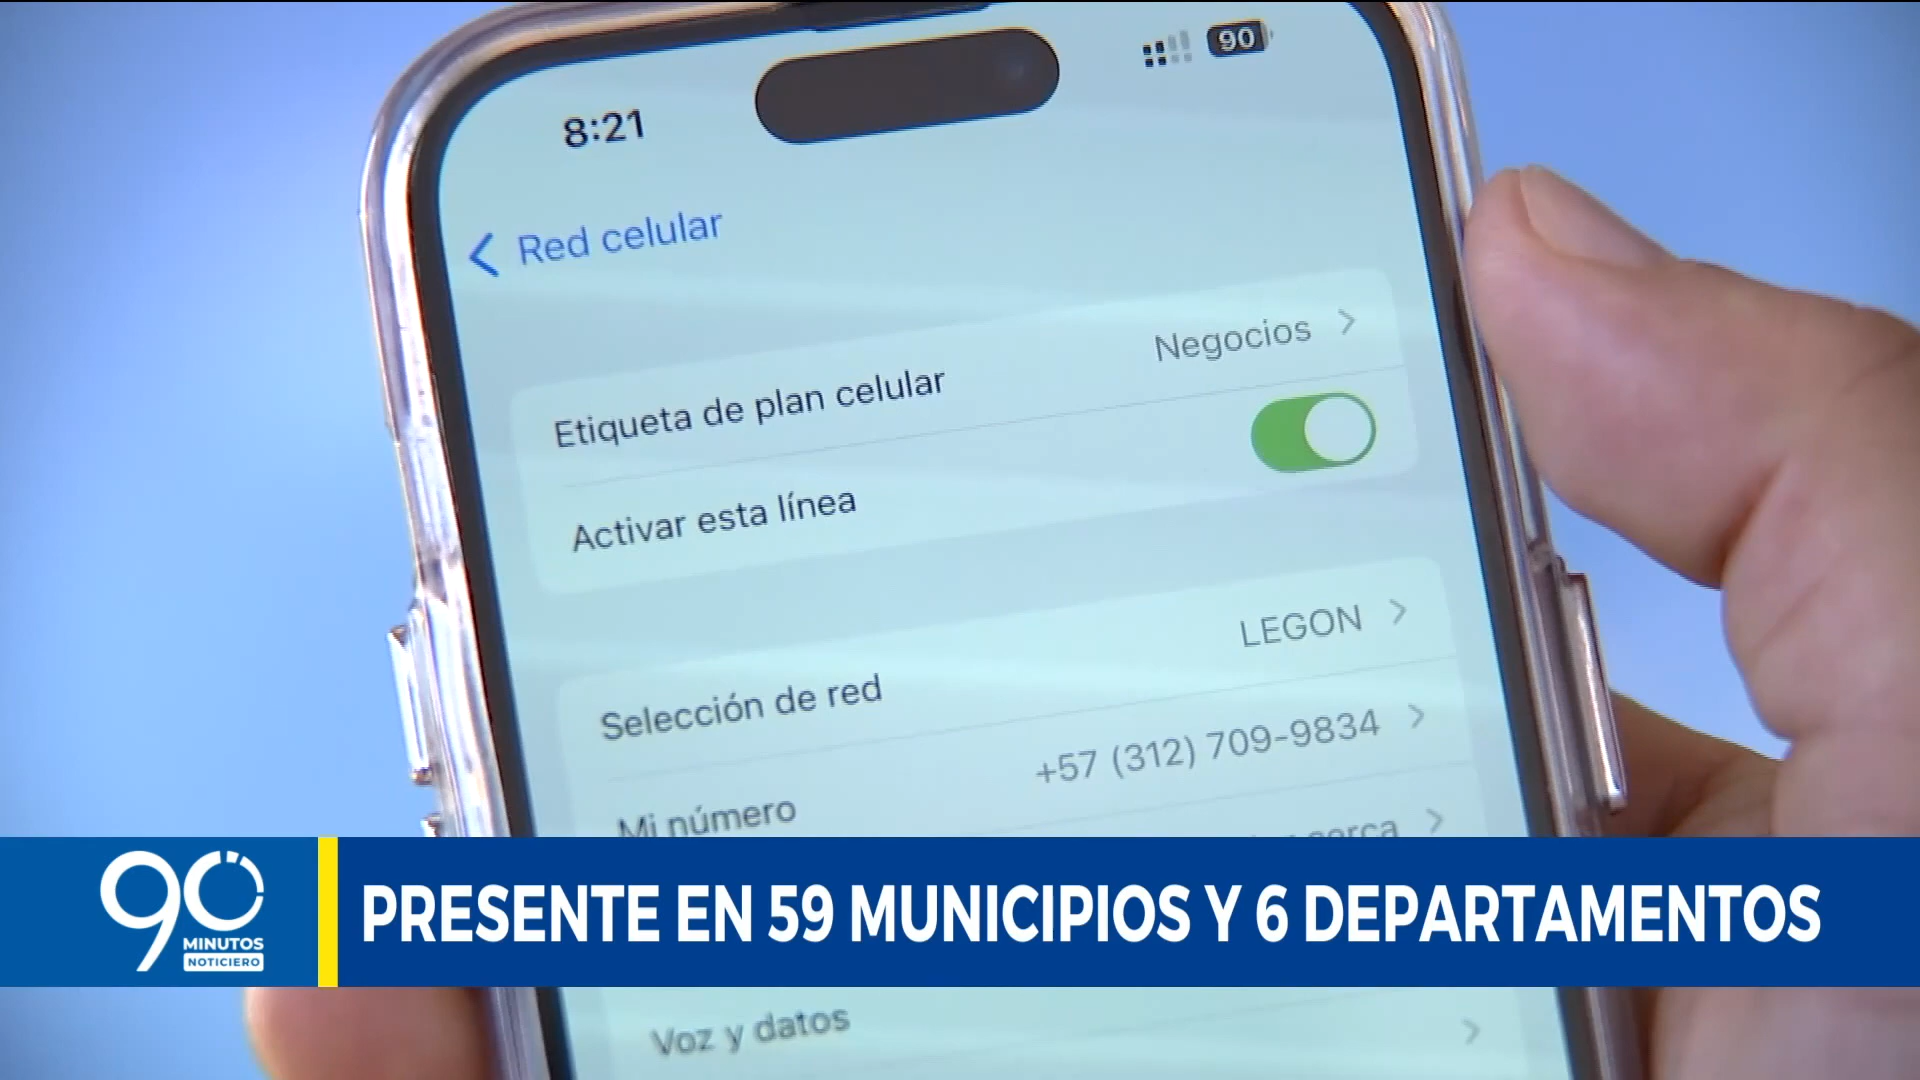 8:21
90
Red celular
Etiqueta de plan celular
Negocios
Activar esta línea
Selección de red
LEGON
Mi número
+57 (312) 709-9834
cerca
90
MINUTOS
NOTICIERO
PRESENTE EN 59 MUNICIPIOS Y 6 DEPARTAMENTOS
Voz y datos